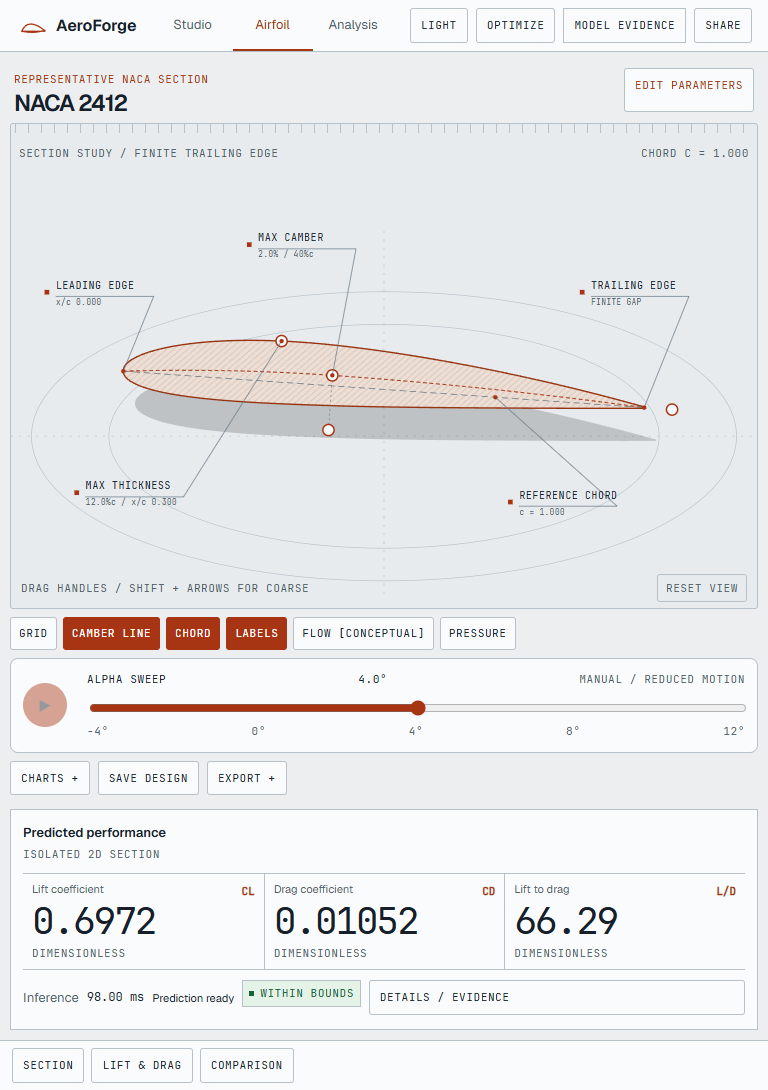 AeroForge Studio Airfoil Analysis LIGHT OPTIMIZE MODEL EVIDENCE SHARE
REPRESENTATIVE NACA SECTION
NACA 2412
EDIT PARAMETERS
SECTION STUDY / FINITE TRAILING EDGE CHORD C = 1.000
MAX CAMBER
2.0% / 40%c
LEADING EDGE
x/c 0.000
TRAILING EDGE
FINITE GAP
MAX THICKNESS
12.0%c / x/c 0.300
REFERENCE CHORD
c = 1.000
DRAG HANDLES / SHIFT + ARROWS FOR COARSE RESET VIEW
GRID CAMBER LINE CHORD LABELS FLOW [CONCEPTUAL] PRESSURE
ALPHA SWEEP 4.0° MANUAL / REDUCED MOTION
-4° 0° 4° 8° 12°
CHARTS + SAVE DESIGN EXPORT +
Predicted performance
ISOLATED 2D SECTION
Lift coefficient CL Drag coefficient CD Lift to drag L/D
0.6972 0.01052 66.29
DIMENSIONLESS DIMENSIONLESS DIMENSIONLESS
Inference 98.00 ms Prediction ready WITHIN BOUNDS DETAILS / EVIDENCE
SECTION LIFT & DRAG COMPARISON